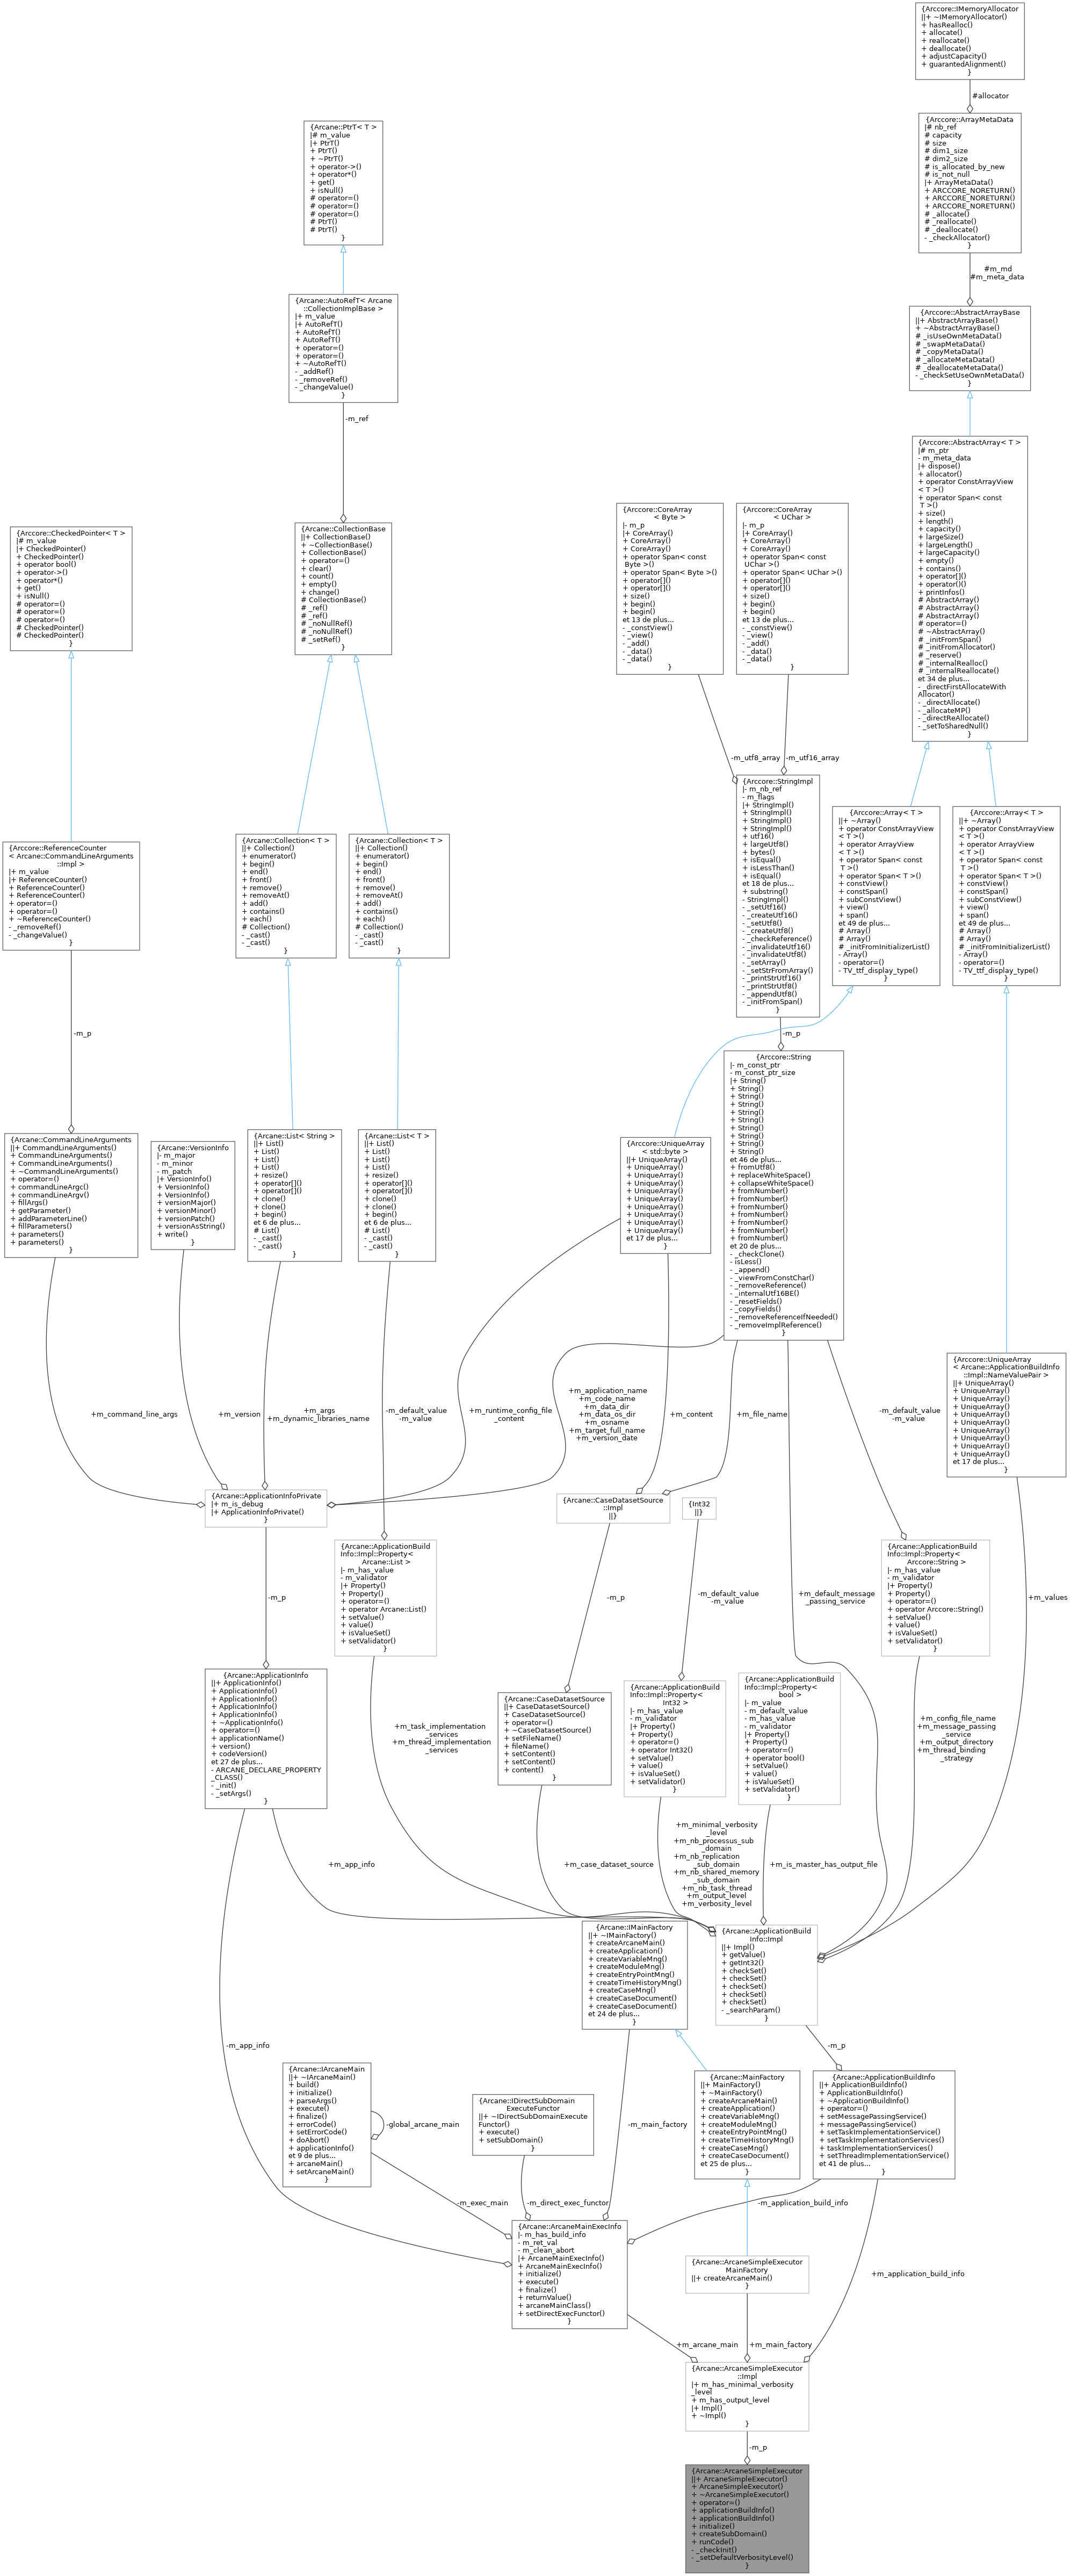 {Arccore::IMemoryAllocator
||+ ~IMemoryAllocator()
+ hasRealloc()
+ allocate()
+ reallocate()
+ deallocate()
+ adjustCapacity()
+ guarantedAlignment()
}
#allocator
{Arccore::ArrayMetaData
|# nb_ref
# capacity
# size
# dim1_size
# dim2_size
# is_allocated_by_new
# is_not_null
|+ ArrayMetaData()
+ ARCCORE_NORETURN()
+ ARCCORE_NORETURN()
+ ARCCORE_NORETURN()
# _allocate()
# _reallocate()
# _deallocate()
- _checkAllocator()
}
{Arcane::PtrT< T >
|# m_value
|+ PtrT()
+ PtrT()
+ ~PtrT()
+ operator->()
+ operator*()
+ get()
+ isNull()
# operator=()
# operator=()
# operator=()
# PtrT()
# PtrT()
}
#m_md
#m_meta_data
{Arcane::AutoRefT< Arcane
::CollectionImplBase >
|+ m_value
|+ AutoRefT()
+ AutoRefT()
+ AutoRefT()
+ operator=()
+ operator=()
+ ~AutoRefT()
- _addRef()
- _removeRef()
- _changeValue()
}
{Arccore::AbstractArrayBase
||+ AbstractArrayBase()
+ ~AbstractArrayBase()
# _isUseOwnMetaData()
# _swapMetaData()
# _copyMetaData()
# _allocateMetaData()
# _deallocateMetaData()
- _checkSetUseOwnMetaData()
}
-m_ref
{Arccore::AbstractArray< T >
|# m_ptr
- m_meta_data
|+ dispose()
+ allocator()
+ operator ConstArrayView
< T >()
+ operator Span< const
T >()
+ size()
+ length()
+ capacity()
+ largeSize()
+ largeLength()
+ largeCapacity()
+ empty()
+ contains()
+ operator[]()
+ operator()()
+ printInfos()
# AbstractArray()
# AbstractArray()
# AbstractArray()
# operator=()
# ~AbstractArray()
# _initFromSpan()
# _initFromAllocator()
# _reserve()
# _internalRealloc()
# _internalReallocate()
et 34 de plus...
- _directFirstAllocateWith
Allocator()
- _directAllocate()
- _allocateMP()
- _directReAllocate()
- _setToSharedNull()
}
{Arccore::CheckedPointer< T >
|# m_value
|+ CheckedPointer()
+ CheckedPointer()
+ operator bool()
+ operator->()
+ operator*()
+ get()
+ isNull()
# operator=()
# operator=()
# operator=()
# CheckedPointer()
# CheckedPointer()
}
{Arcane::CollectionBase
||+ CollectionBase()
+ ~CollectionBase()
+ CollectionBase()
+ operator=()
+ clear()
+ count()
+ empty()
+ change()
# CollectionBase()
# _ref()
# _ref()
# _noNullRef()
# _noNullRef()
# _setRef()
}
{Arccore::CoreArray
< Byte >
|- m_p
|+ CoreArray()
+ CoreArray()
+ CoreArray()
+ operator Span< const
Byte >()
+ operator Span< Byte >()
+ operator[]()
+ operator[]()
+ size()
+ begin()
+ begin()
et 13 de plus...
- _constView()
- _view()
- _add()
- _data()
- _data()
}
{Arccore::CoreArray
< UChar >
|- m_p
|+ CoreArray()
+ CoreArray()
+ CoreArray()
+ operator Span< const
UChar >()
+ operator Span< UChar >()
+ operator[]()
+ operator[]()
+ size()
+ begin()
+ begin()
et 13 de plus...
- _constView()
- _view()
- _add()
- _data()
- _data()
}
-m_utf8_array
-m_utf16_array
{Arccore::ReferenceCounter
< Arcane::CommandLineArguments
::Impl >
|+ m_value
|+ ReferenceCounter()
+ ReferenceCounter()
+ ReferenceCounter()
+ operator=()
+ operator=()
+ ~ReferenceCounter()
- _removeRef()
- _changeValue()
}
{Arcane::Collection< T >
||+ Collection()
+ enumerator()
+ begin()
+ end()
+ front()
+ remove()
+ removeAt()
+ add()
+ contains()
+ each()
# Collection()
- _cast()
- _cast()
}
{Arcane::Collection< T >
||+ Collection()
+ enumerator()
+ begin()
+ end()
+ front()
+ remove()
+ removeAt()
+ add()
+ contains()
+ each()
# Collection()
- _cast()
- _cast()
}
{Arccore::StringImpl
|- m_nb_ref
- m_flags
|+ StringImpl()
+ StringImpl()
+ StringImpl()
+ StringImpl()
+ utf16()
+ largeUtf8()
+ bytes()
+ isEqual()
+ isLessThan()
+ isEqual()
et 18 de plus...
+ substring()
- StringImpl()
- _setUtf16()
- _createUtf16()
- _setUtf8()
- _createUtf8()
- _checkReference()
- _invalidateUtf16()
- _invalidateUtf8()
- _setArray()
- _setStrFromArray()
- _printStrUtf16()
- _printStrUtf8()
- _appendUtf8()
- _initFromSpan()
}
{Arccore::Array< T >
||+ ~Array()
+ operator ConstArrayView
< T >()
+ operator ArrayView
< T >()
+ operator Span< const
T >()
+ operator Span< T >()
+ constView()
+ constSpan()
+ subConstView()
+ view()
+ span()
et 49 de plus...
# Array()
# Array()
# _initFromInitializerList()
- Array()
- operator=()
- TV_ttf_display_type()
}
{Arccore::Array< T >
||+ ~Array()
+ operator ConstArrayView
< T >()
+ operator ArrayView
< T >()
+ operator Span< const
T >()
+ operator Span< T >()
+ constView()
+ constSpan()
+ subConstView()
+ view()
+ span()
et 49 de plus...
# Array()
# Array()
# _initFromInitializerList()
- Array()
- operator=()
- TV_ttf_display_type()
}
-m_p
-m_p
{Arcane::CommandLineArguments
||+ CommandLineArguments()
+ CommandLineArguments()
+ CommandLineArguments()
+ ~CommandLineArguments()
+ operator=()
+ commandLineArgc()
+ commandLineArgv()
+ fillArgs()
+ getParameter()
+ addParameterLine()
+ fillParameters()
+ parameters()
+ parameters()
}
{Arcane::VersionInfo
|- m_major
- m_minor
- m_patch
|+ VersionInfo()
+ VersionInfo()
+ VersionInfo()
+ versionMajor()
+ versionMinor()
+ versionPatch()
+ versionAsString()
+ write()
}
{Arcane::List< String >
||+ List()
+ List()
+ List()
+ List()
+ resize()
+ operator[]()
+ operator[]()
+ clone()
+ clone()
+ begin()
et 6 de plus...
# List()
- _cast()
- _cast()
}
{Arcane::List< T >
||+ List()
+ List()
+ List()
+ List()
+ resize()
+ operator[]()
+ operator[]()
+ clone()
+ clone()
+ begin()
et 6 de plus...
# List()
- _cast()
- _cast()
}
{Arccore::UniqueArray
< std::byte >
||+ UniqueArray()
+ UniqueArray()
+ UniqueArray()
+ UniqueArray()
+ UniqueArray()
+ UniqueArray()
+ UniqueArray()
+ UniqueArray()
+ UniqueArray()
+ UniqueArray()
et 17 de plus...
}
{Arccore::String
|- m_const_ptr
- m_const_ptr_size
|+ String()
+ String()
+ String()
+ String()
+ String()
+ String()
+ String()
+ String()
+ String()
+ String()
et 46 de plus...
+ fromUtf8()
+ replaceWhiteSpace()
+ collapseWhiteSpace()
+ fromNumber()
+ fromNumber()
+ fromNumber()
+ fromNumber()
+ fromNumber()
+ fromNumber()
+ fromNumber()
et 20 de plus...
- _checkClone()
- isLess()
- _append()
- _viewFromConstChar()
- _removeReference()
- _internalUtf16BE()
- _resetFields()
- _copyFields()
- _removeReferenceIfNeeded()
- _removeImplReference()
}
{Arccore::UniqueArray
< Arcane::ApplicationBuildInfo
::Impl::NameValuePair >
||+ UniqueArray()
+ UniqueArray()
+ UniqueArray()
+ UniqueArray()
+ UniqueArray()
+ UniqueArray()
+ UniqueArray()
+ UniqueArray()
+ UniqueArray()
+ UniqueArray()
et 17 de plus...
}
+m_command_line_args
+m_version
+m_args
+m_dynamic_libraries_name
-m_default_value
-m_value
+m_runtime_config_file
_content
+m_application_name
+m_code_name
+m_data_dir
+m_data_os_dir
+m_osname
+m_target_full_name
+m_version_date
+m_content
+m_file_name
-m_default_value
-m_value
{Arcane::ApplicationInfoPrivate
|+ m_is_debug
|+ ApplicationInfoPrivate()
}
{Arcane::CaseDatasetSource
::Impl
||}
{Int32
||}
{Arcane::ApplicationBuild
Info::Impl::Property<
Arcane::List >
|- m_has_value
- m_validator
|+ Property()
+ Property()
+ operator=()
+ operator Arcane::List()
+ setValue()
+ value()
+ isValueSet()
+ setValidator()
}
{Arcane::ApplicationBuild
Info::Impl::Property<
Arccore::String >
|- m_has_value
- m_validator
|+ Property()
+ Property()
+ operator=()
+ operator Arccore::String()
+ setValue()
+ value()
+ isValueSet()
+ setValidator()
}
-m_p
-m_p
-m_default_value
-m_value
+m_default_message
_passing_service
+m_values
{Arcane::ApplicationInfo
||+ ApplicationInfo()
+ ApplicationInfo()
+ ApplicationInfo()
+ ApplicationInfo()
+ ApplicationInfo()
+ ~ApplicationInfo()
+ operator=()
+ applicationName()
+ version()
+ codeVersion()
et 27 de plus...
- ARCANE_DECLARE_PROPERTY
_CLASS()
- _init()
- _setArgs()
}
+m_task_implementation
_services
+m_thread_implementation
_services
{Arcane::CaseDatasetSource
||+ CaseDatasetSource()
+ CaseDatasetSource()
+ operator=()
+ ~CaseDatasetSource()
+ setFileName()
+ fileName()
+ setContent()
+ setContent()
+ content()
}
{Arcane::ApplicationBuild
Info::Impl::Property<
Int32 >
|- m_has_value
- m_validator
|+ Property()
+ Property()
+ operator=()
+ operator Int32()
+ setValue()
+ value()
+ isValueSet()
+ setValidator()
}
{Arcane::ApplicationBuild
Info::Impl::Property<
bool >
|- m_value
- m_default_value
- m_has_value
- m_validator
|+ Property()
+ Property()
+ operator=()
+ operator bool()
+ setValue()
+ value()
+ isValueSet()
+ setValidator()
}
+m_config_file_name
+m_message_passing
_service
+m_output_directory
+m_thread_binding
_strategy
+m_app_info
+m_case_dataset_source
+m_minimal_verbosity
_level
+m_nb_processus_sub
_domain
+m_nb_replication
_sub_domain
+m_nb_shared_memory
_sub_domain
+m_nb_task_thread
+m_output_level
+m_verbosity_level
+m_is_master_has_output_file
{Arcane::IMainFactory
||+ ~IMainFactory()
+ createArcaneMain()
+ createApplication()
+ createVariableMng()
+ createModuleMng()
+ createEntryPointMng()
+ createTimeHistoryMng()
+ createCaseMng()
+ createCaseDocument()
+ createCaseDocument()
et 24 de plus...
}
{Arcane::ApplicationBuild
Info::Impl
||+ Impl()
+ getValue()
+ getInt32()
+ checkSet()
+ checkSet()
+ checkSet()
+ checkSet()
+ checkSet()
- _searchParam()
}
-m_app_info
-m_p
{Arcane::IArcaneMain
||+ ~IArcaneMain()
+ build()
+ initialize()
+ parseArgs()
+ execute()
+ finalize()
+ errorCode()
+ setErrorCode()
+ doAbort()
+ applicationInfo()
et 9 de plus...
+ arcaneMain()
+ setArcaneMain()
}
-global_arcane_main
{Arcane::IDirectSubDomain
ExecuteFunctor
||+ ~IDirectSubDomainExecute
Functor()
+ execute()
+ setSubDomain()
}
-m_main_factory
{Arcane::MainFactory
||+ MainFactory()
+ ~MainFactory()
+ createArcaneMain()
+ createApplication()
+ createVariableMng()
+ createModuleMng()
+ createEntryPointMng()
+ createTimeHistoryMng()
+ createCaseMng()
+ createCaseDocument()
et 25 de plus...
}
{Arcane::ApplicationBuildInfo
||+ ApplicationBuildInfo()
+ ApplicationBuildInfo()
+ ~ApplicationBuildInfo()
+ operator=()
+ setMessagePassingService()
+ messagePassingService()
+ setTaskImplementationService()
+ setTaskImplementationServices()
+ taskImplementationServices()
+ setThreadImplementationService()
et 41 de plus...
}
-m_exec_main
-m_direct_exec_functor
-m_application_build_info
{Arcane::ArcaneMainExecInfo
|- m_has_build_info
- m_ret_val
- m_clean_abort
|+ ArcaneMainExecInfo()
+ ArcaneMainExecInfo()
+ initialize()
+ execute()
+ finalize()
+ returnValue()
+ arcaneMainClass()
+ setDirectExecFunctor()
}
{Arcane::ArcaneSimpleExecutor
MainFactory
||+ createArcaneMain()
}
+m_application_build_info
+m_arcane_main
+m_main_factory
{Arcane::ArcaneSimpleExecutor
::Impl
|+ m_has_minimal_verbosity
_level
+ m_has_output_level
|+ Impl()
+ ~Impl()
}
-m_p
{Arcane::ArcaneSimpleExecutor
||+ ArcaneSimpleExecutor()
+ ArcaneSimpleExecutor()
+ ~ArcaneSimpleExecutor()
+ operator=()
+ applicationBuildInfo()
+ applicationBuildInfo()
+ initialize()
+ createSubDomain()
+ runCode()
- _checkInit()
- _setDefaultVerbosityLevel()
}